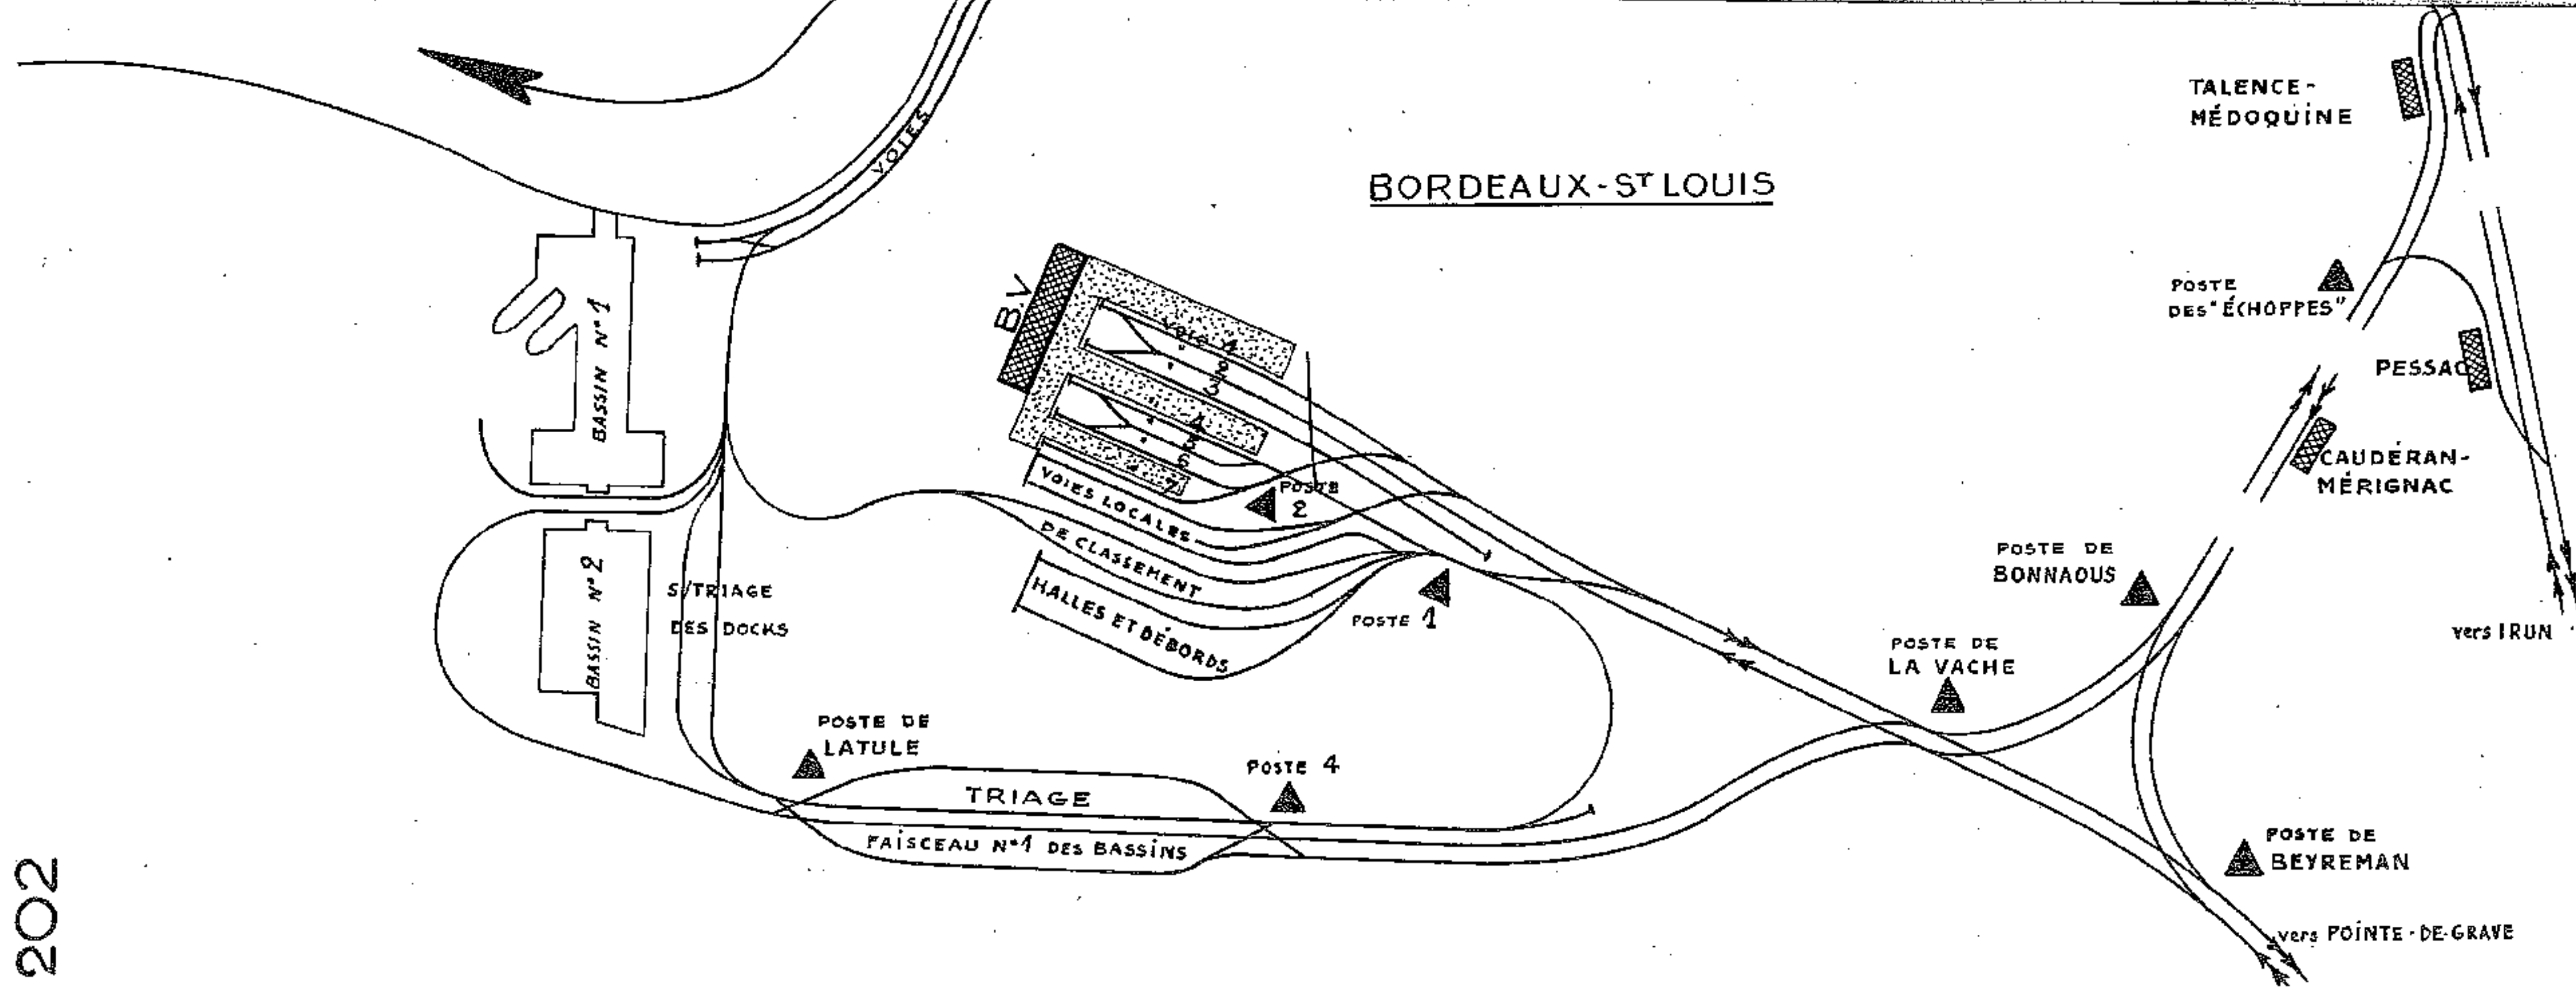 TALENCE-
MÉDOQUINE
VOIES
BORDEAUX-ST LOUIS
POSTE
DES "ÉCHOPPES"
B.V
BASSIN N°1
Voie 1
2
3
4
5
6
7
PESSAC
CAUDÉRAN-
MÉRIGNAC
VOIES LOCALES
POSTE
2
DE CLASSEMENT
HALLES ET DÉBORDS
POSTE 1
BASSIN N°2
S/TRIAGE
DES DOCKS
POSTE DE
BONNAOUS
vers IRUN
POSTE DE
LA VACHE
POSTE DE
LATULE
POSTE 4
TRIAGE
FAISCEAU N°1 DES BASSINS
POSTE DE
BEYREMAN
vers POINTE-DE-GRAVE
202